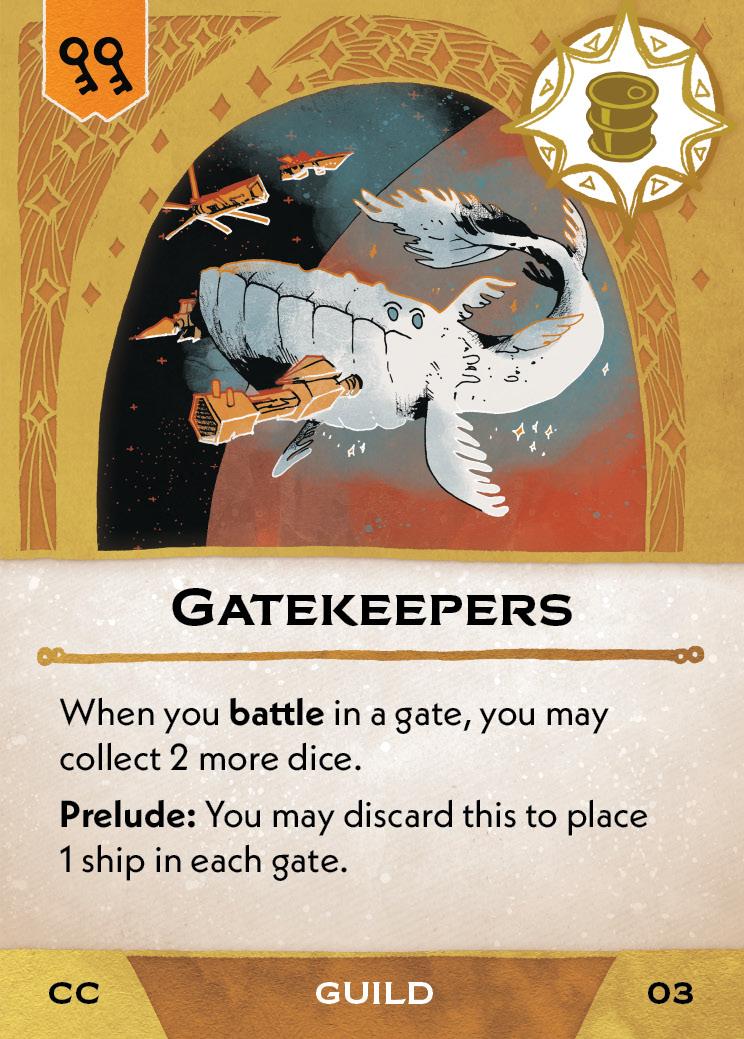 GATEKEEPERS
When you battle in a gate, you may
collect 2 more dice.
Prelude: You may discard this to place
1 ship in each gate.
CC GUILD 03